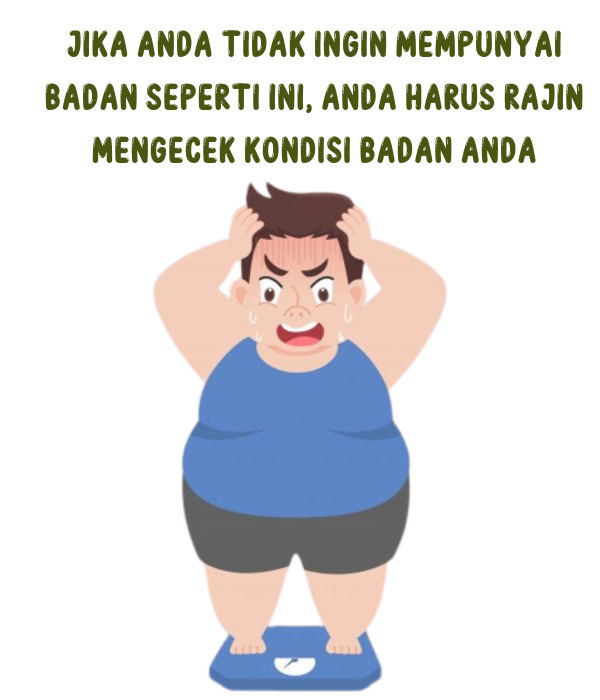 JIKA ANDA TIDAK INGIN MEMPUNYAI
BADAN SEPERTI INI, ANDA HARUS RAJIN
MENGECEK KONDISI BADAN ANDA